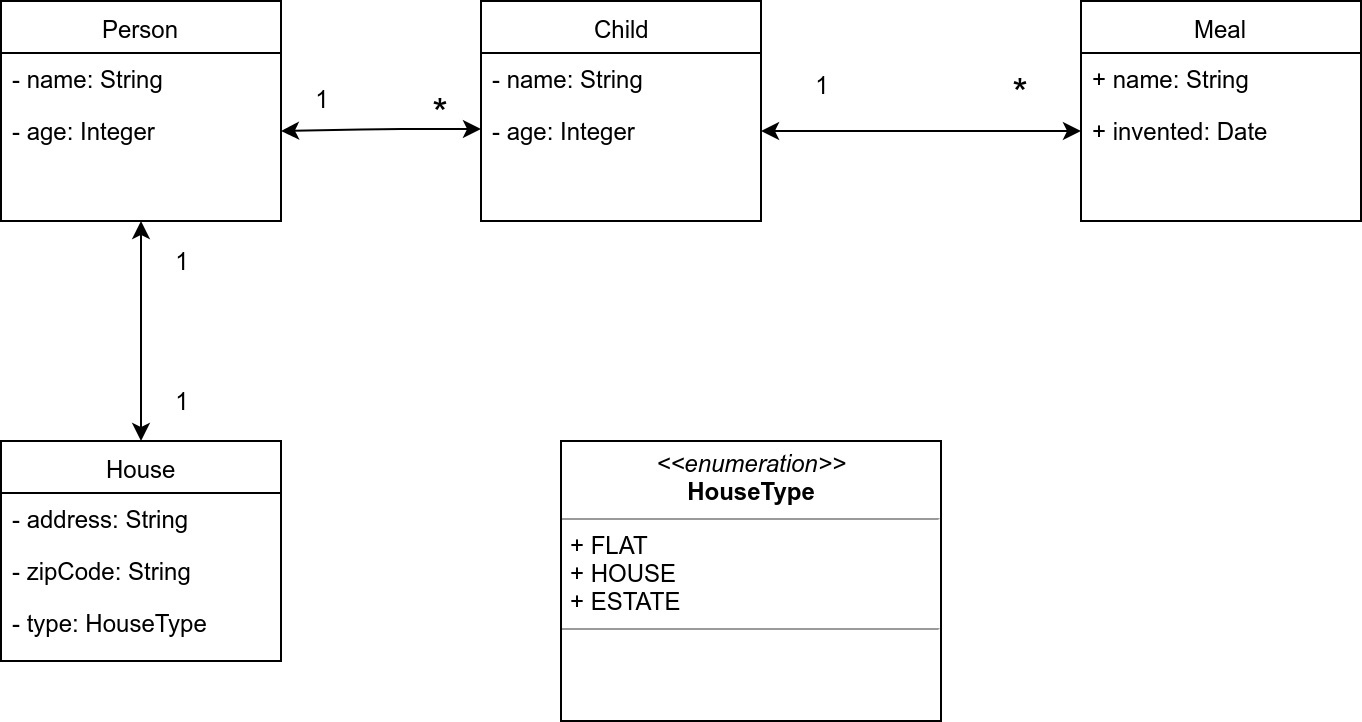 Person
- name: String
- age: Integer
1
*
Child
- name: String
- age: Integer
1
*
Meal
+ name: String
+ invented: Date
1
1
House
- address: String
- zipCode: String
- type: HouseType
<<enumeration>>
HouseType
+ FLAT
+ HOUSE
+ ESTATE